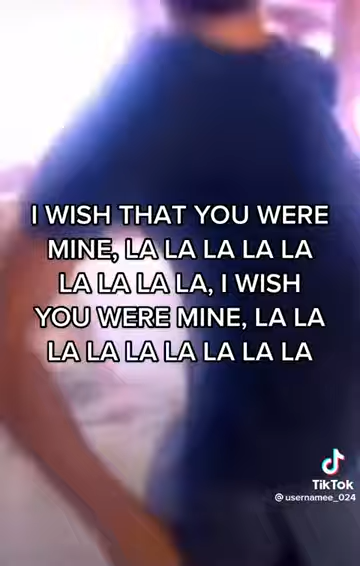 I WISH THAT YOU WERE
MINE, LA LA LA LA LA
LA LA LA LA, I WISH
YOU WERE MINE, LA LA
LA LA LA LA LA LA LA
TikTok
@usernamee_024